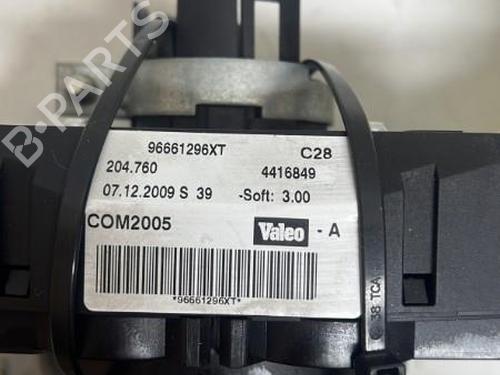 B-PARTS
96661296XT C28
204.760 4416849
07.12.2009 S 39 -Soft: 3.00
COM2005 Valeo - A
*96661296XT*
38 TCA